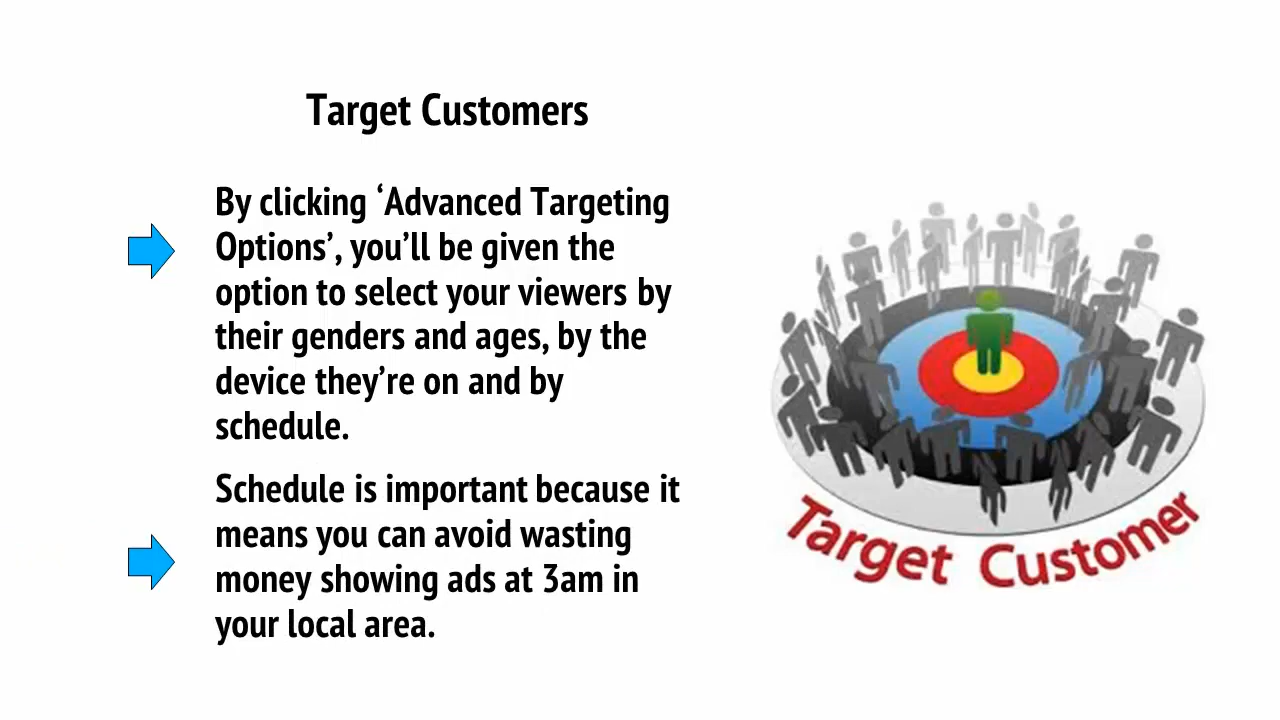 Target Customers
By clicking ‘Advanced Targeting
Options’, you’ll be given the
option to select your viewers by
their genders and ages, by the
device they’re on and by
schedule.
Schedule is important because it
means you can avoid wasting
money showing ads at 3am in
your local area.
Target Customer